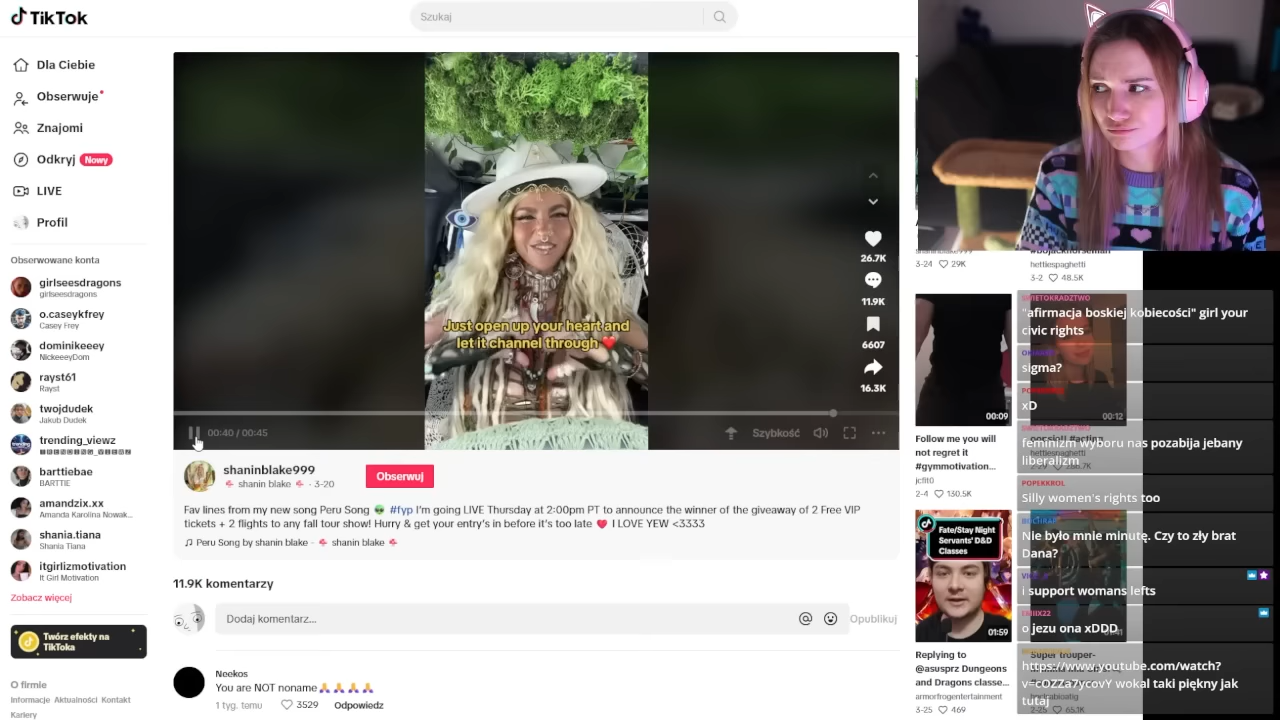 TikTok
Szukaj
Dla Ciebie
Obserwuje
Znajomi
Odkryj Nowy
LIVE
Profil
Obserwowane konta
girlseesdragons
girlseesdragons
o.caseykfrey
Casey Frey
dominikeeey
NickeeeyDom
rayst61
Rayst
twojdudek
Jakub Dudek
trending_viewz
barttiebae
BARTTIE
amandzix.xx
Amanda Karolina Nowak...
shania.tiana
Shania Tiana
itgirlizmotivation
It Girl Motivation
Zobacz więcej
Twórz efekty na
TikToka
O firmie
Informacje Aktualności Kontakt
Kariery
Just open up your heart and
let it channel through ❤️
26.7K
11.9K
6607
16.3K
00:40 / 00:45
Szybkość
shaninblake999
shanin blake · 3-20
Obserwuj
Fav lines from my new song Peru Song 👽 #fyp I'm going LIVE Thursday at 2:00pm PT to announce the winner of the giveaway of 2 Free VIP
tickets + 2 flights to any fall tour show! Hurry & get your entry's in before it's too late ❤️ I LOVE YEW <3333
♫ Peru Song by shanin blake - shanin blake
11.9K komentarzy
Dodaj komentarz...
Opublikuj
Neekos
You are NOT noname🙏🙏🙏🙏
1 tyg. temu 3529 Odpowiedz
3-24 29K
hettiespaghetti
3-2 48.5K
00:09
00:12
Follow me you will
not regret it
#gymmotivation...
jcfit0
2-4 130.5K
Fate/Stay Night
Servants' D&D
Classes
01:59
Replying to
@asusprz Dungeons
and Dragons classe...
armorfrogentertainment
3-25 469
Super trouper-
2-25 65.1K
"afirmacja boskiej kobiecości" girl your
civic rights
sigma?
xD
feminizm wyboru nas pozabija jebany
liberalizm
POPERKROL
Silly women's rights too
Nie było mnie minutę. Czy to zły brat
Dana?
i support womans lefts
o jezu ona xDDD
https://www.youtube.com/watch?
v=cOZZa7ycovY wokal taki piękny jak
tutaj